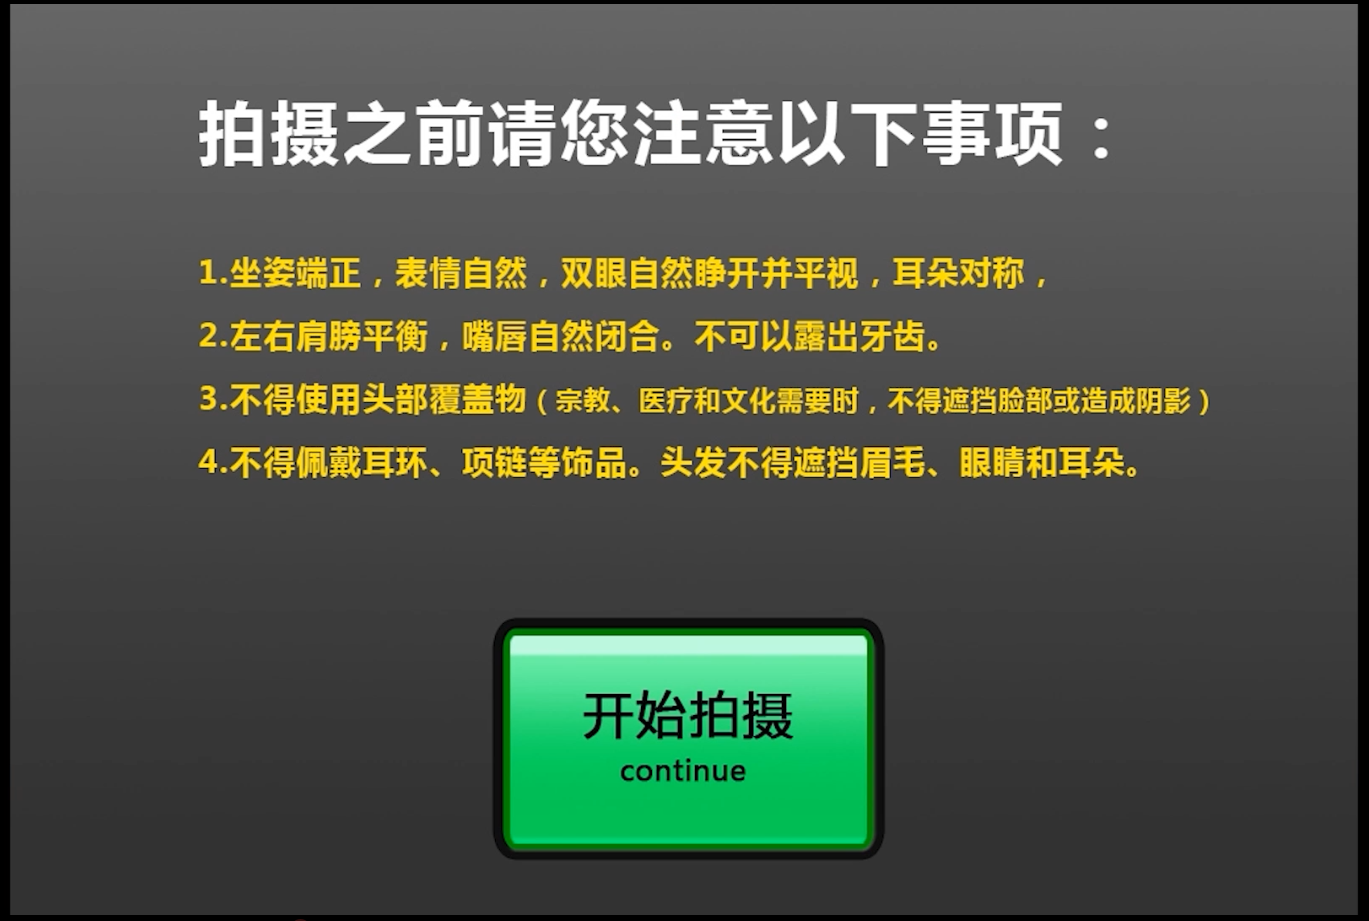 拍摄之前请您注意以下事项：
1.坐姿端正，表情自然，双眼自然睁开并平视，耳朵对称，
2.左右肩膀平衡，嘴唇自然闭合。不可以露出牙齿。
3.不得使用头部覆盖物（宗教、医疗和文化需要时，不得遮挡脸部或造成阴影）
4.不得佩戴耳环、项链等饰品。头发不得遮挡眉毛、眼睛和耳朵。
开始拍摄
continue